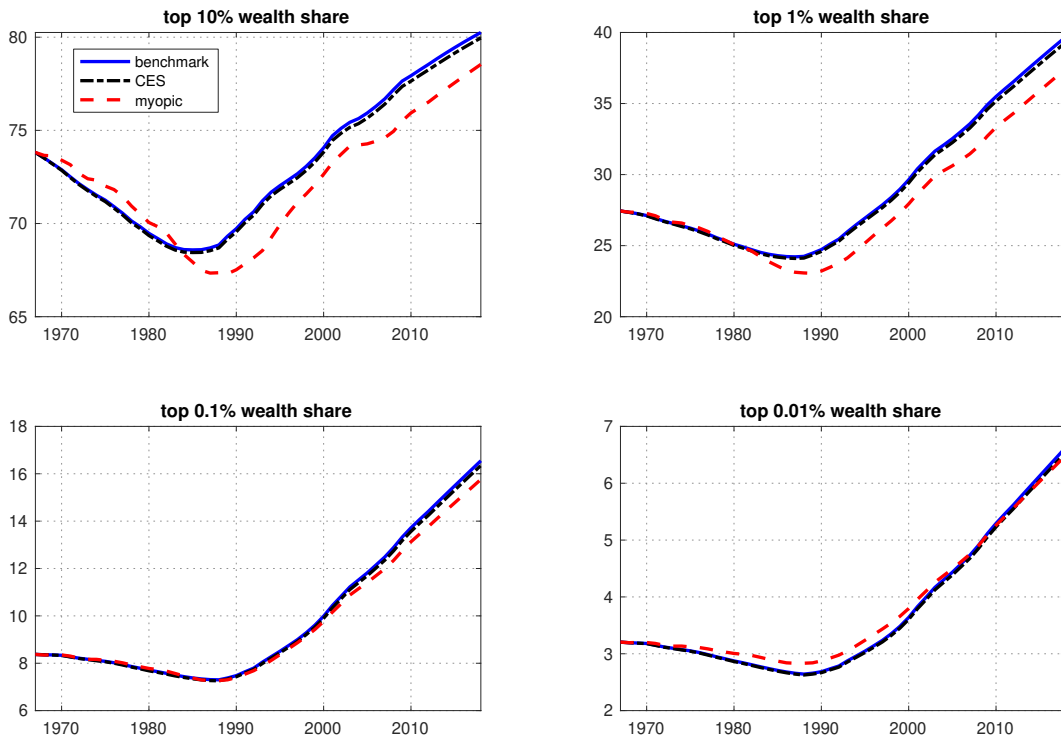 top 10% wealth share
80
75
70
65
benchmark
CES
myopic
1970 1980 1990 2000 2010
top 1% wealth share
40
35
30
25
20
1970 1980 1990 2000 2010
top 0.1% wealth share
18
16
14
12
10
8
6
1970 1980 1990 2000 2010
top 0.01% wealth share
7
6
5
4
3
2
1970 1980 1990 2000 2010